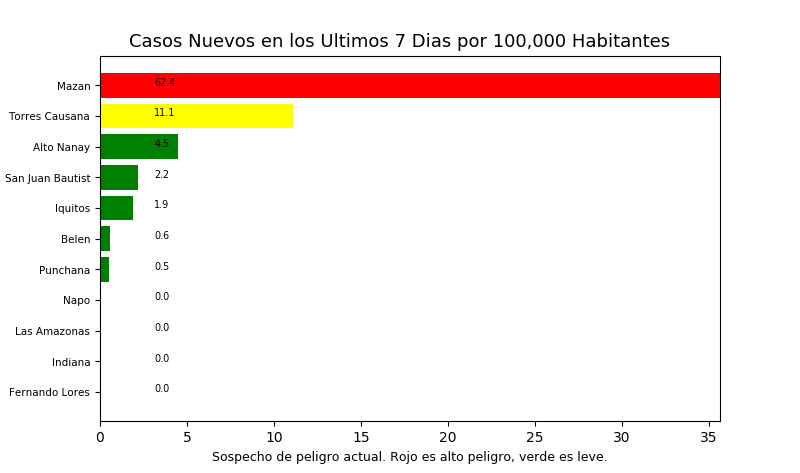 Casos Nuevos en los Ultimos 7 Dias por 100,000 Habitantes
Mazan 62.4
Torres Causana 11.1
Alto Nanay 4.5
San Juan Bautist 2.2
Iquitos 1.9
Belen 0.6
Punchana 0.5
Napo 0.0
Las Amazonas 0.0
Indiana 0.0
Fernando Lores 0.0
0 5 10 15 20 25 30 35
Sospecho de peligro actual. Rojo es alto peligro, verde es leve.